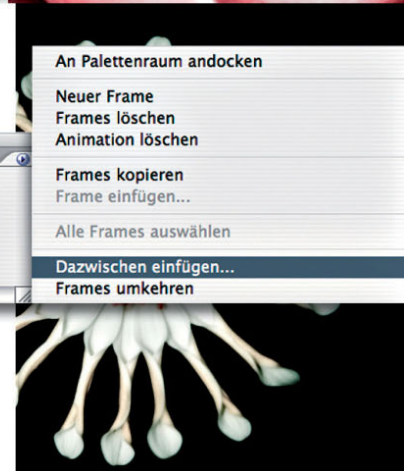 An Palettenraum andocken
Neuer Frame
Frames löschen
Animation löschen
Frames kopieren
Frame einfügen...
Alle Frames auswählen
Dazwischen einfügen...
Frames umkehren